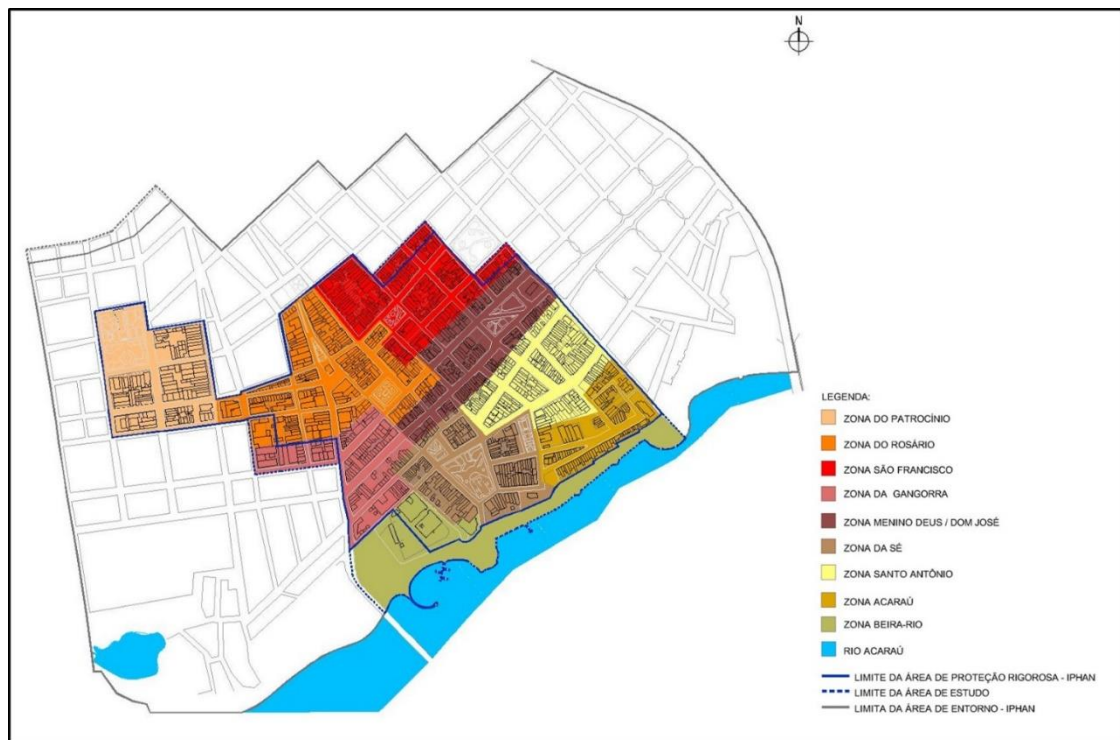 N
LEGENDA:
ZONA DO PATROCÍNIO
ZONA DO ROSÁRIO
ZONA SÃO FRANCISCO
ZONA DA GANGORRA
ZONA MENINO DEUS / DOM JOSÉ
ZONA DA SÉ
ZONA SANTO ANTÔNIO
ZONA ACARAÚ
ZONA BEIRA-RIO
RIO ACARAÚ
LIMITE DA ÁREA DE PROTEÇÃO RIGOROSA - IPHAN
LIMITE DA ÁREA DE ESTUDO
LIMITA DA ÁREA DE ENTORNO - IPHAN